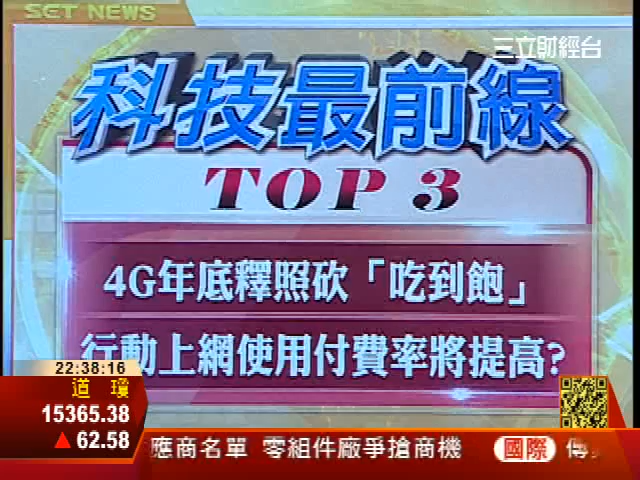 SET NEWS
三立財經台
科技最前線
TOP 3
4G年底釋照砍「吃到飽」
行動上網使用付費率將提高?
22:38:16
道瓊
15365.38
▲62.58
應商名單 零組件廠爭搶商機 國際 傳